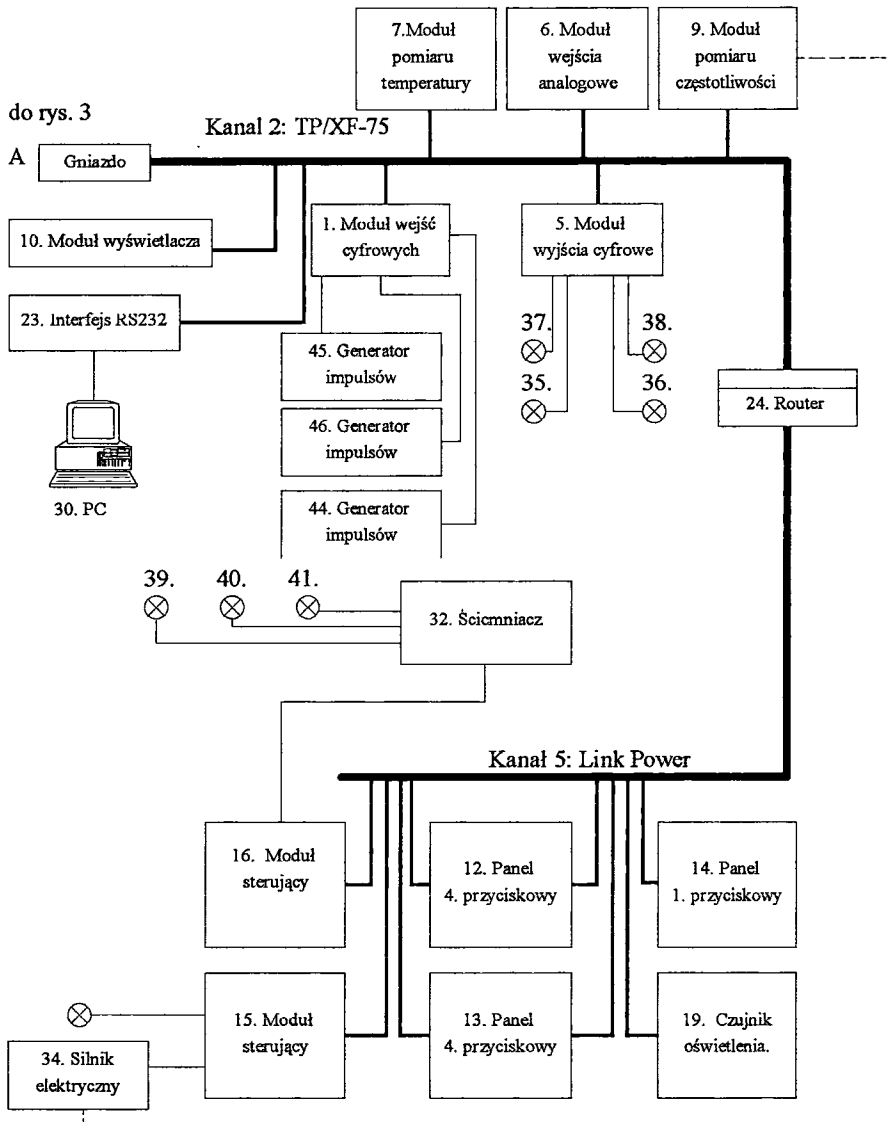 7.Moduł
pomiaru
temperatury
6. Moduł
wejścia
analogowe
9. Moduł
pomiaru
częstotliwości
do rys. 3
Kanal 2: TP/XF-75
A
Gniazdo
10. Moduł wyświetlacza
1. Moduł wejść
cyfrowych
5. Moduł
wyjścia cyfrowe
23. Interfejs RS232
37.
38.
45. Generator
impulsów
35.
36.
24. Router
46. Generator
impulsów
30. PC
44. Generator
impulsów
39.
40.
41.
32. Ściemniacz
Kanał 5: Link Power
16. Moduł
sterujący
12. Panel
4. przyciskowy
14. Panel
1. przyciskowy
15. Moduł
sterujący
13. Panel
4. przyciskowy
19. Czujnik
oświetlenia.
34. Silnik
elektryczny